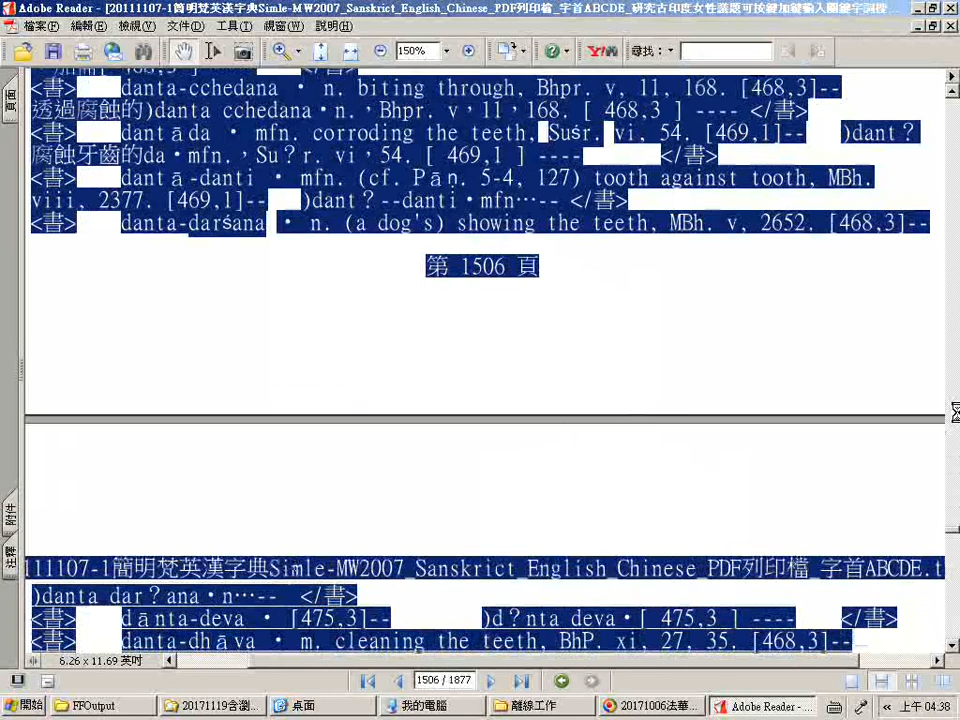 Adobe Reader - [20111107-1簡明梵英漢字典Simle-MW2007_Sanskrict_English_Chinese_PDF列印檔_字首ABCDE_研究古印度女性議題可按鍵加鍵輸入關鍵字詞搜
檔案(F) 編輯(E) 檢視(V) 文件(D) 工具(T) 視窗(W) 說明(H)
150% Y! 尋找：
頁面
<書> danta-cchedana • n. biting through, Bhpr. v, 11, 168. [468,3]--
透過腐蝕的)danta cchedana•n.，Bhpr. v，11，168. [ 468,3 ] ---- </書>
<書> dantāda • mfn. corroding the teeth, Suśr. vi, 54. [469,1]-- )dant？
腐蝕牙齒的da•mfn.，Su？r. vi，54. [ 469,1 ] ---- </書>
<書> dantā-danti • mfn. (cf. Pāṇ. 5-4, 127) tooth against tooth, MBh.
viii, 2377. [469,1]-- )dant？--danti•mfn…-- </書>
<書> danta-darśana • n. (a dog's) showing the teeth, MBh. v, 2652. [468,3]--
第 1506 頁
附件
註釋
111107-1簡明梵英漢字典Simle-MW2007_Sanskrict_English_Chinese_PDF列印檔_字首ABCDE.t
)danta dar？ana•n…-- </書>
<書> dānta-deva • [475,3]-- )d？nta deva•[ 475,3 ] ---- </書>
<書> danta-dhāva • m. cleaning the teeth, BhP. xi, 27, 35. [468,3]--
6.26 x 11.69 英吋
1506 / 1877
開始 FFOutput 20171119含瀏... 桌面 我的電腦 離線工作 20171006法華... Adobe Reader - [... 上午 04:38